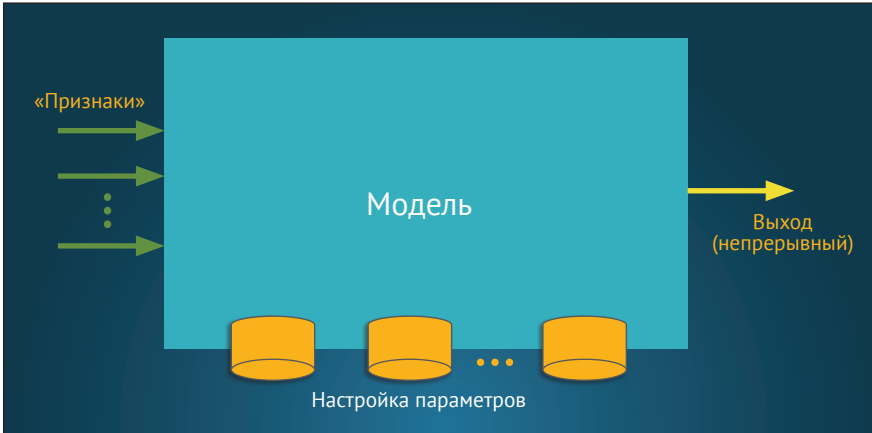 «Признаки»
Модель
Выход
(непрерывный)
Настройка параметров